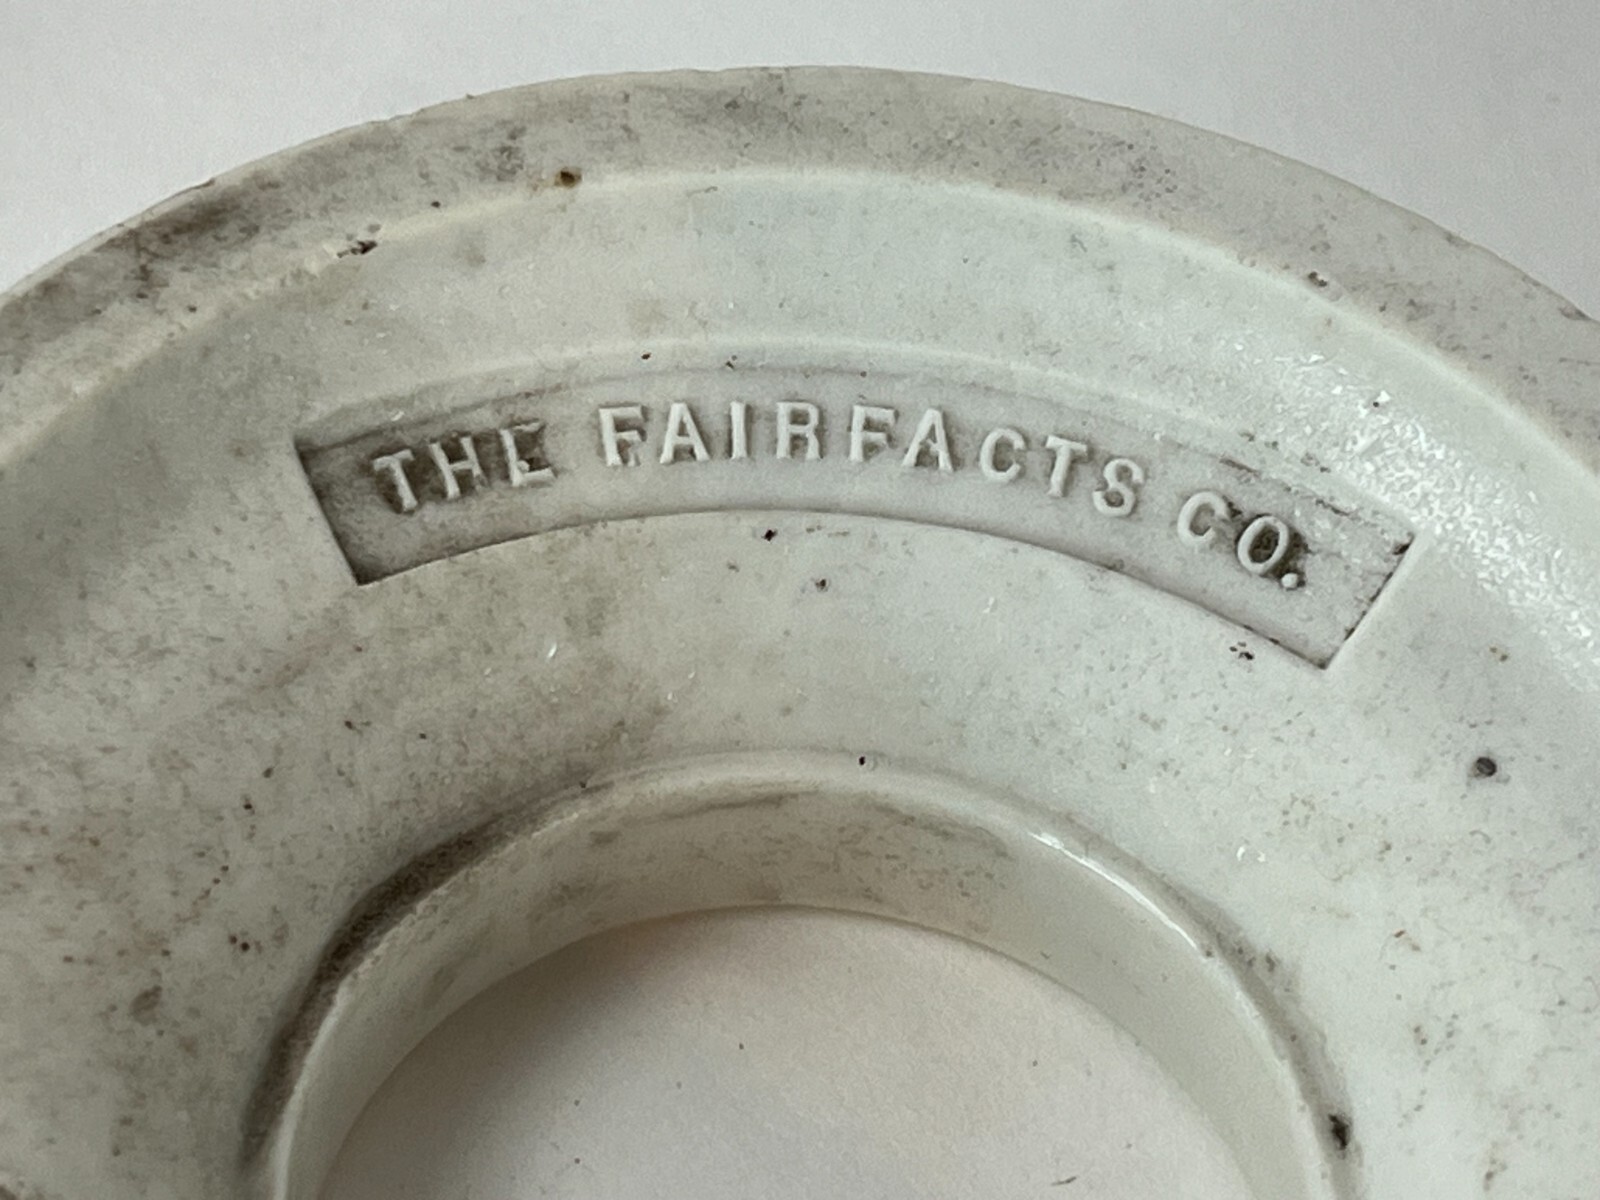 THE FAIRFACTS CO.